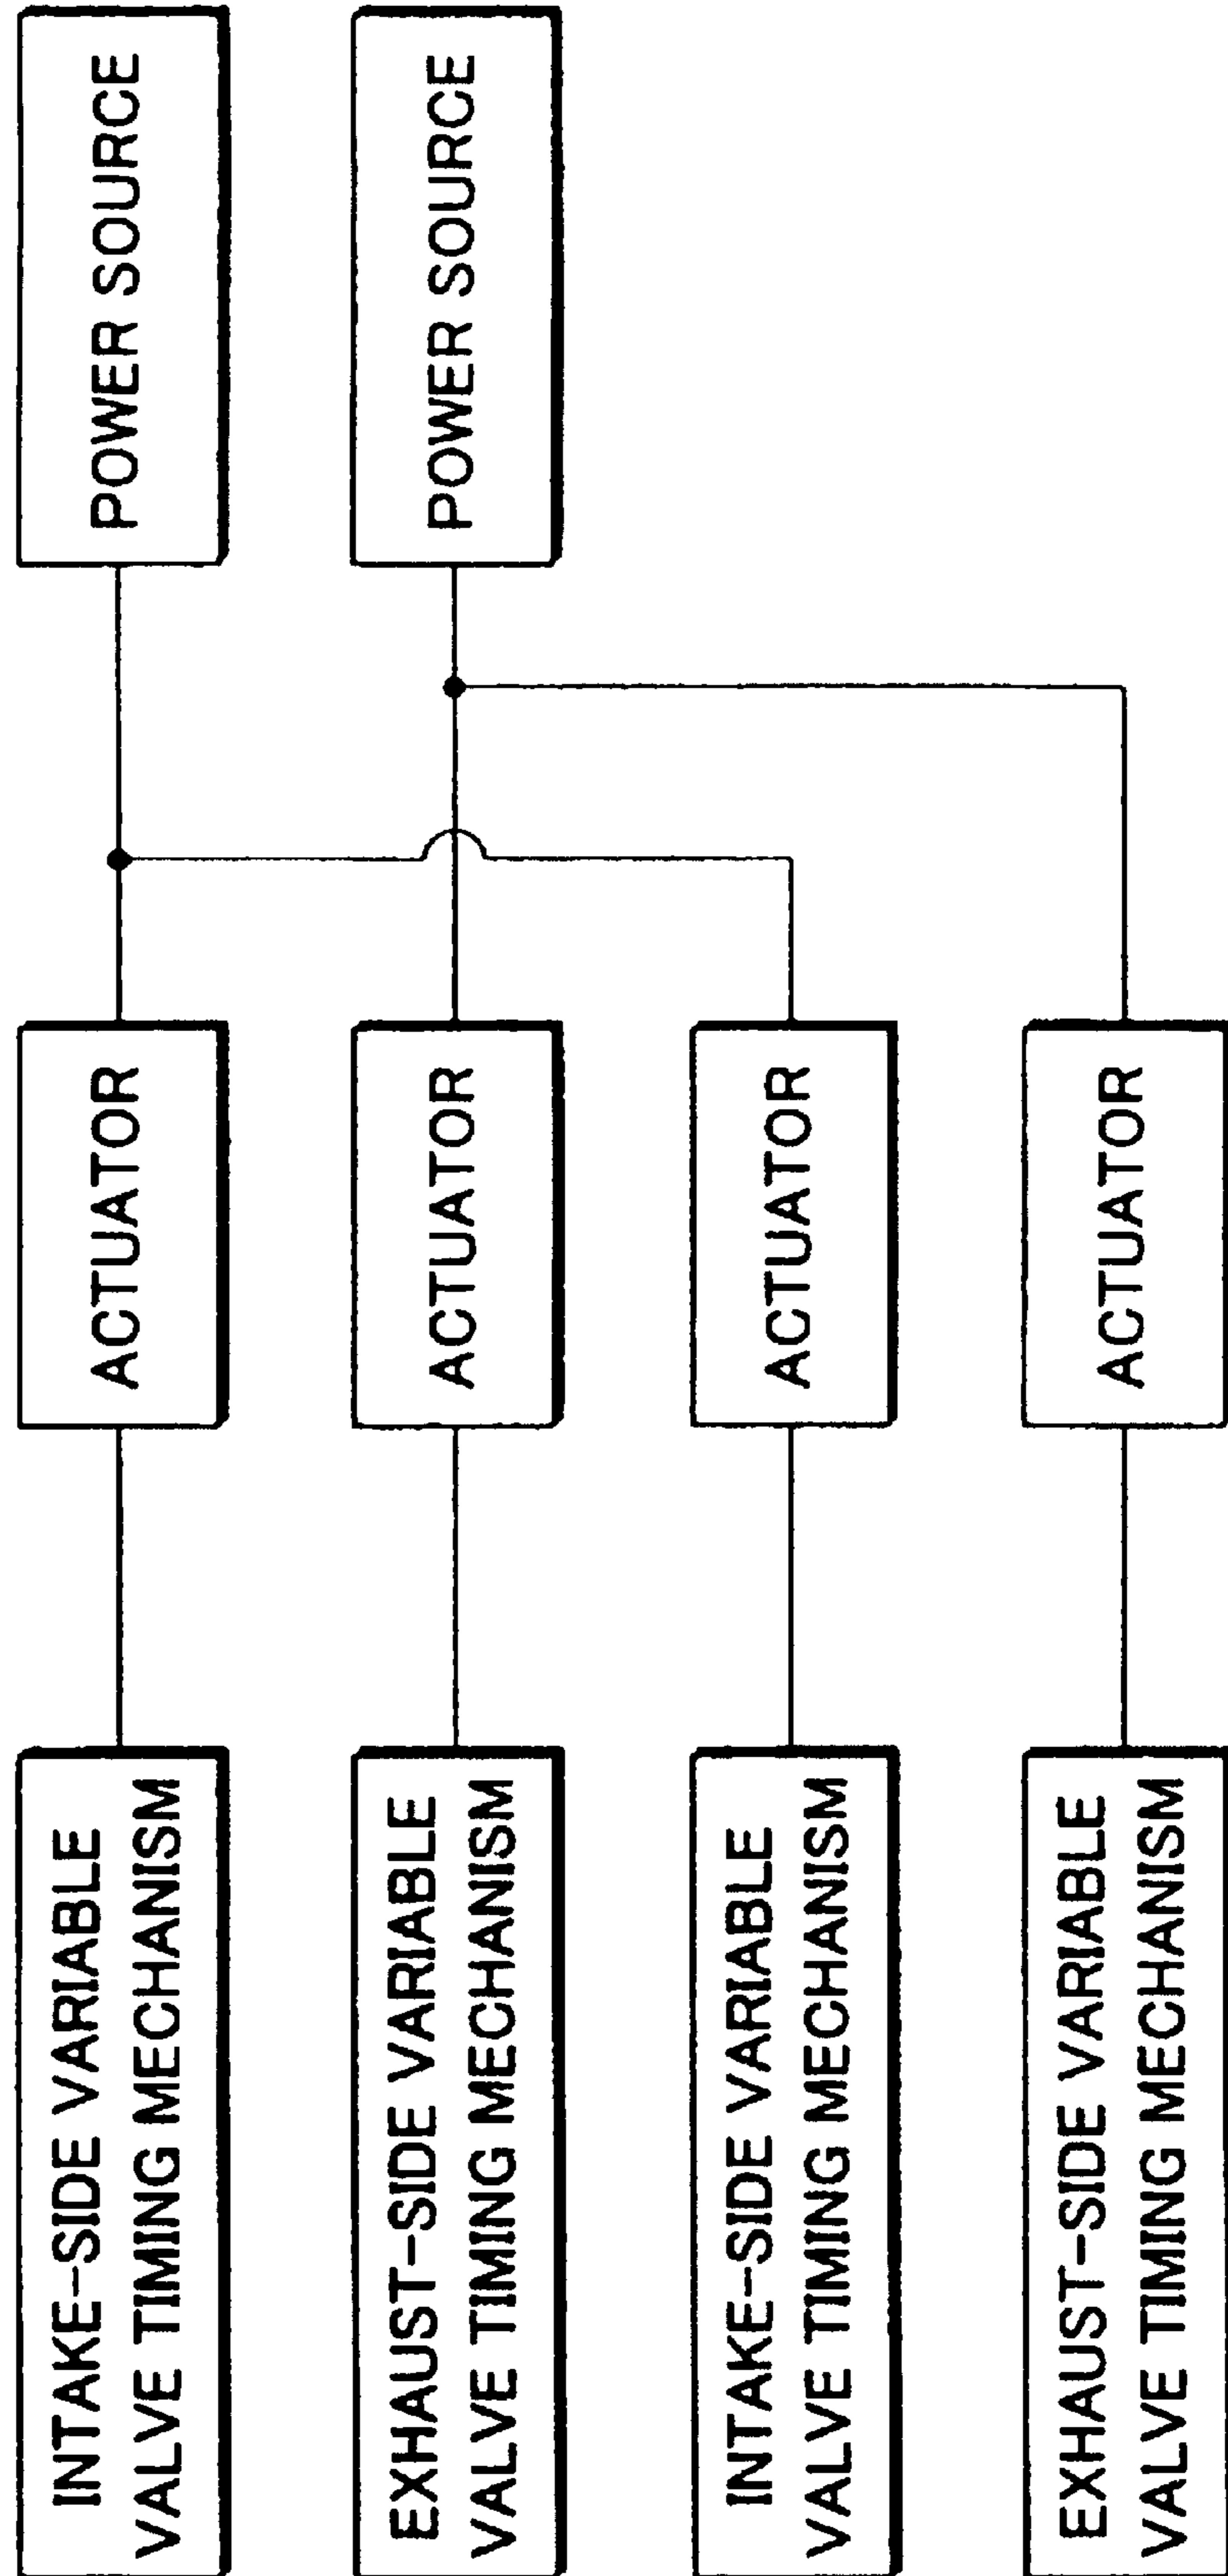 INTAKE-SIDE VARIABLE
VALVE TIMING MECHANISM
ACTUATOR
POWER SOURCE
EXHAUST-SIDE VARIABLE
VALVE TIMING MECHANISM
ACTUATOR
POWER SOURCE
INTAKE-SIDE VARIABLE
VALVE TIMING MECHANISM
ACTUATOR
EXHAUST-SIDE VARIABLE
VALVE TIMING MECHANISM
ACTUATOR